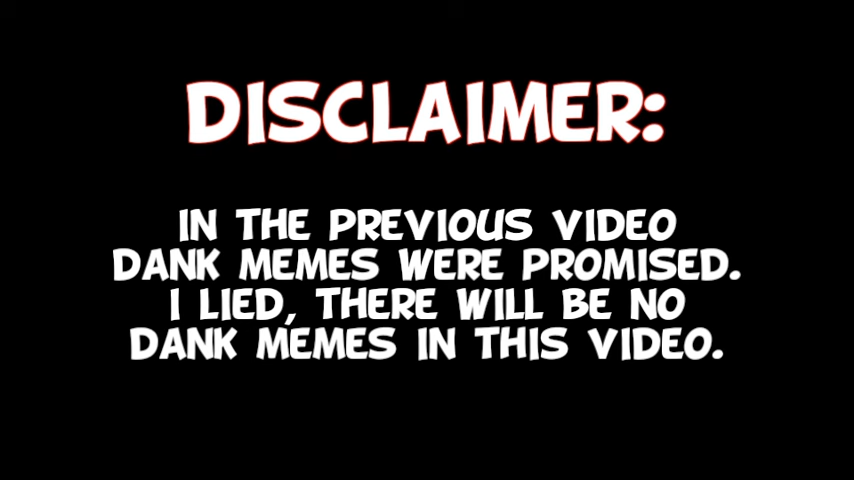 DISCLAIMER:
IN THE PREVIOUS VIDEO
DANK MEMES WERE PROMISED.
I LIED, THERE WILL BE NO
DANK MEMES IN THIS VIDEO.